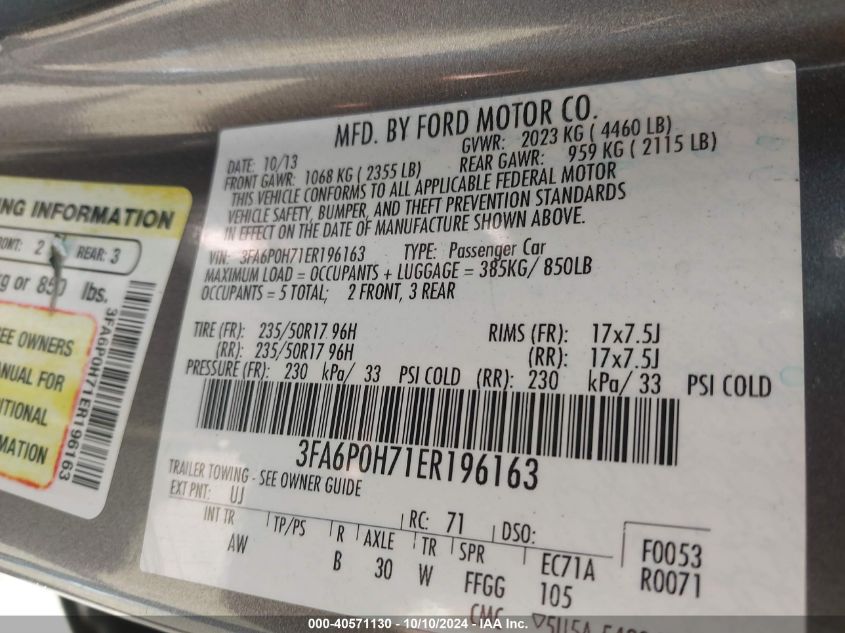 MFD. BY FORD MOTOR CO.
DATE: 10/13
GVWR: 2023 KG ( 4460 LB)
FRONT GAWR: 1068 KG ( 2355 LB)
REAR GAWR: 959 KG ( 2115 LB)
THIS VEHICLE CONFORMS TO ALL APPLICABLE FEDERAL MOTOR
VEHICLE SAFETY, BUMPER, AND THEFT PREVENTION STANDARDS
IN EFFECT ON THE DATE OF MANUFACTURE SHOWN ABOVE.
VIN: 3FA6P0H71ER196163 TYPE: Passenger Car
MAXIMUM LOAD = OCCUPANTS + LUGGAGE = 385KG/ 850LB
OCCUPANTS = 5 TOTAL; 2 FRONT, 3 REAR
TIRE (FR): 235/50R17 96H RIMS (FR): 17x7.5J
(RR): 235/50R17 96H (RR): 17x7.5J
PRESSURE (FR): 230 kPa/ 33 PSI COLD (RR): 230 kPa/ 33 PSI COLD
3FA6P0H71ER196163
TRAILER TOWING - SEE OWNER GUIDE
EXT PNT: UJ
RC: 71 DSO:
INT TR TP/PS R AXLE TR SPR EC71A F0053
AW B 30 W FFGG 105 R0071
NG INFORMATION
RONT: 2 REAR: 3
kg or 850 lbs.
EE OWNERS
ANUAL FOR
ITIONAL
MATION
3FA6P0H71ER196163
000-40571130 - 10/10/2024 - IAA